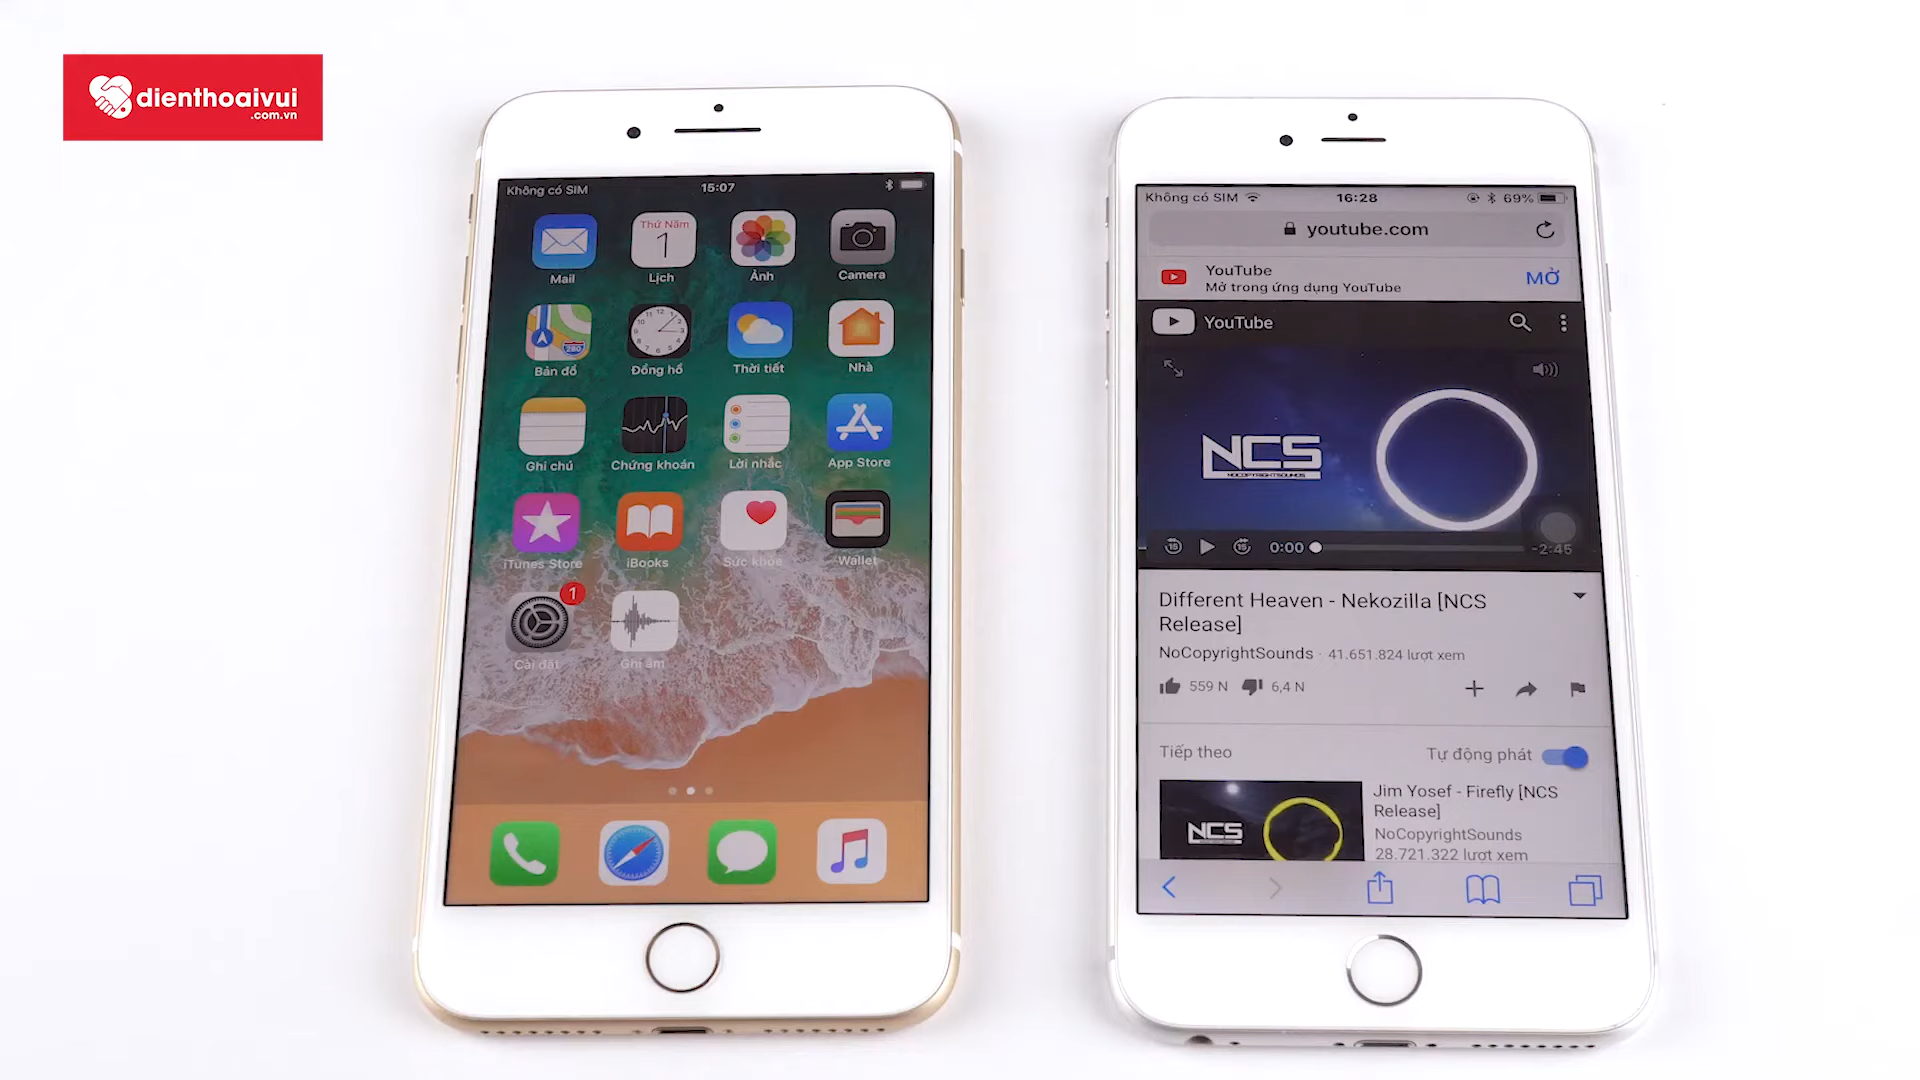 dienthoaivui
.com.vn
Không có SIM 15:07
Thứ Năm
1
Mail Lịch Ảnh Camera
280
Bản đồ Đồng hồ Thời tiết Nhà
Ghi chú Chứng khoán Lời nhắc App Store
iTunes Store iBooks Sức khỏe Wallet
1
Cài đặt Ghi âm
Không có SIM 16:28 69%
youtube.com
YouTube
Mở trong ứng dụng YouTube
MỞ
YouTube
NCS
NOCOPYRIGHTSOUNDS
15 15 0:00 -2:45
Different Heaven - Nekozilla [NCS
Release]
NoCopyrightSounds · 41.651.824 lượt xem
559 N 6,4 N
Tiếp theo Tự động phát
NCS
Jim Yosef - Firefly [NCS
Release]
NoCopyrightSounds
28.721.322 lượt xem